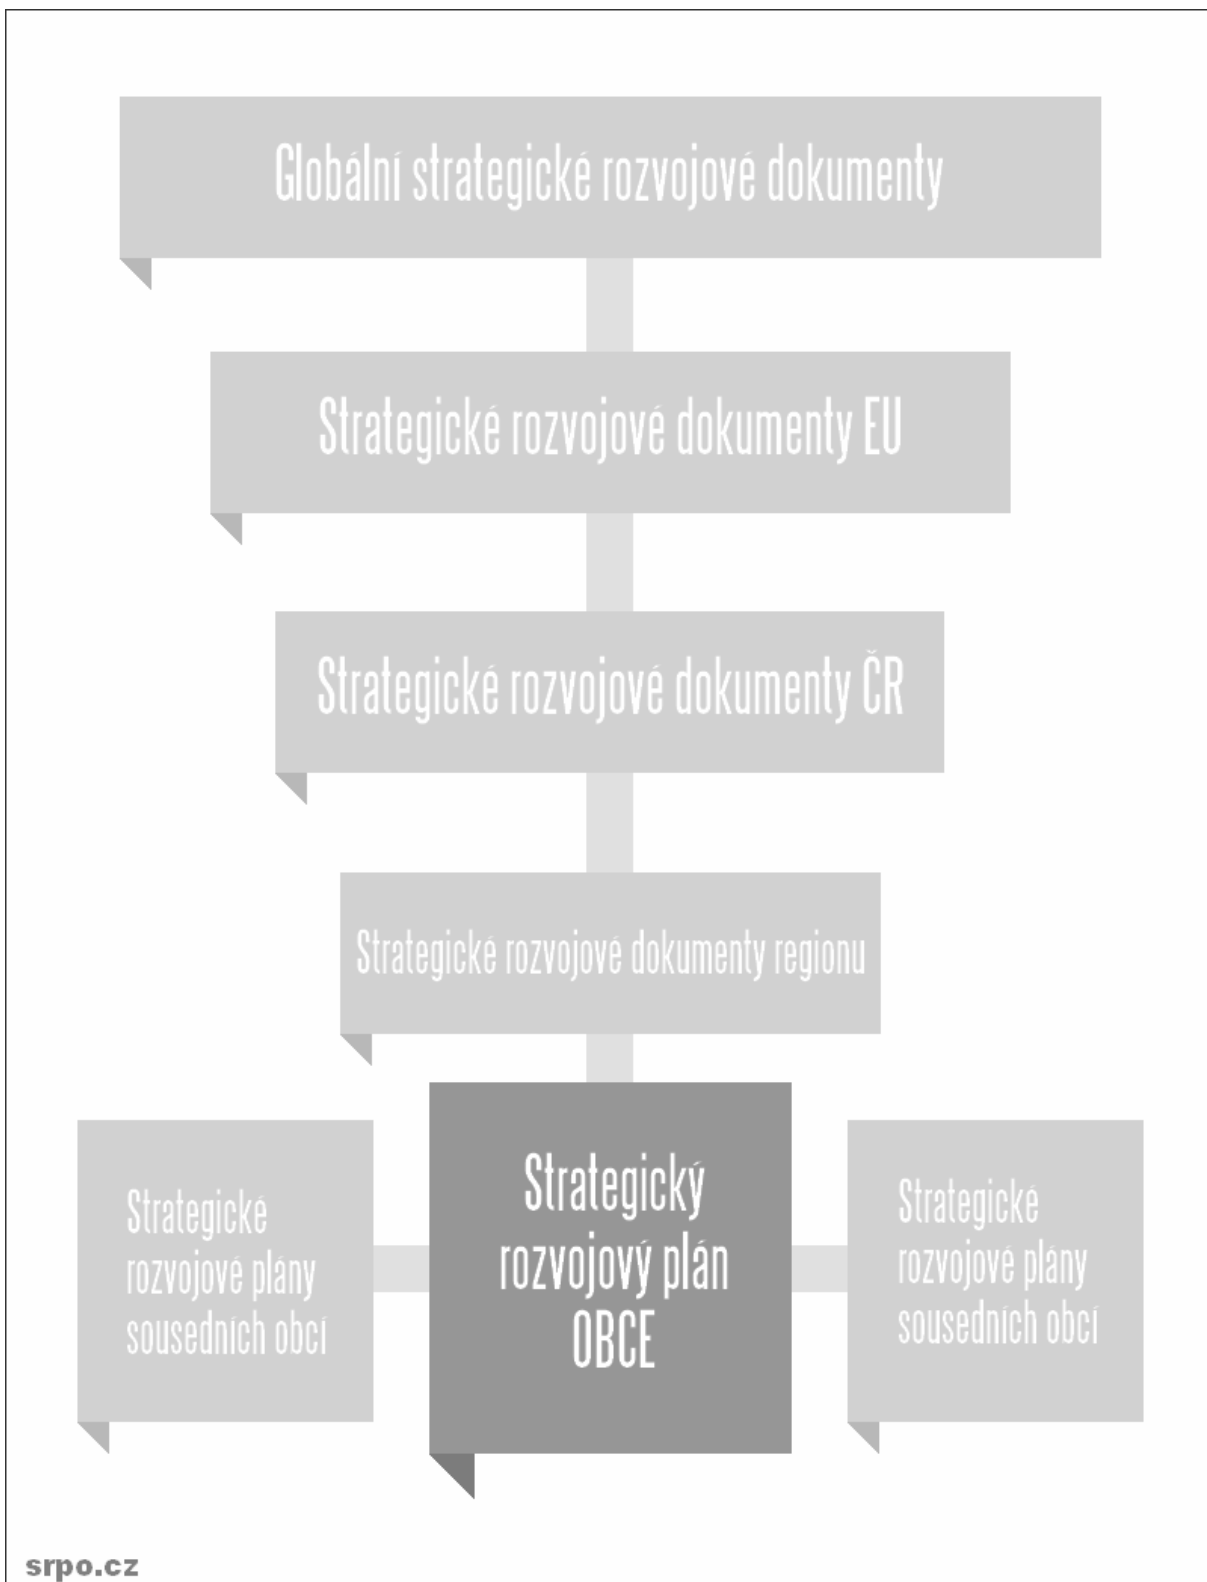 Globální strategické rozvojové dokumenty
Strategické rozvojové dokumenty EU
Strategické rozvojové dokumenty ČR
Strategické rozvojové dokumenty regionu
Strategické
rozvojové plány
sousedních obcí
Strategický
rozvojový plán
OBCE
Strategické
rozvojové plány
sousedních obcí
srpo.cz